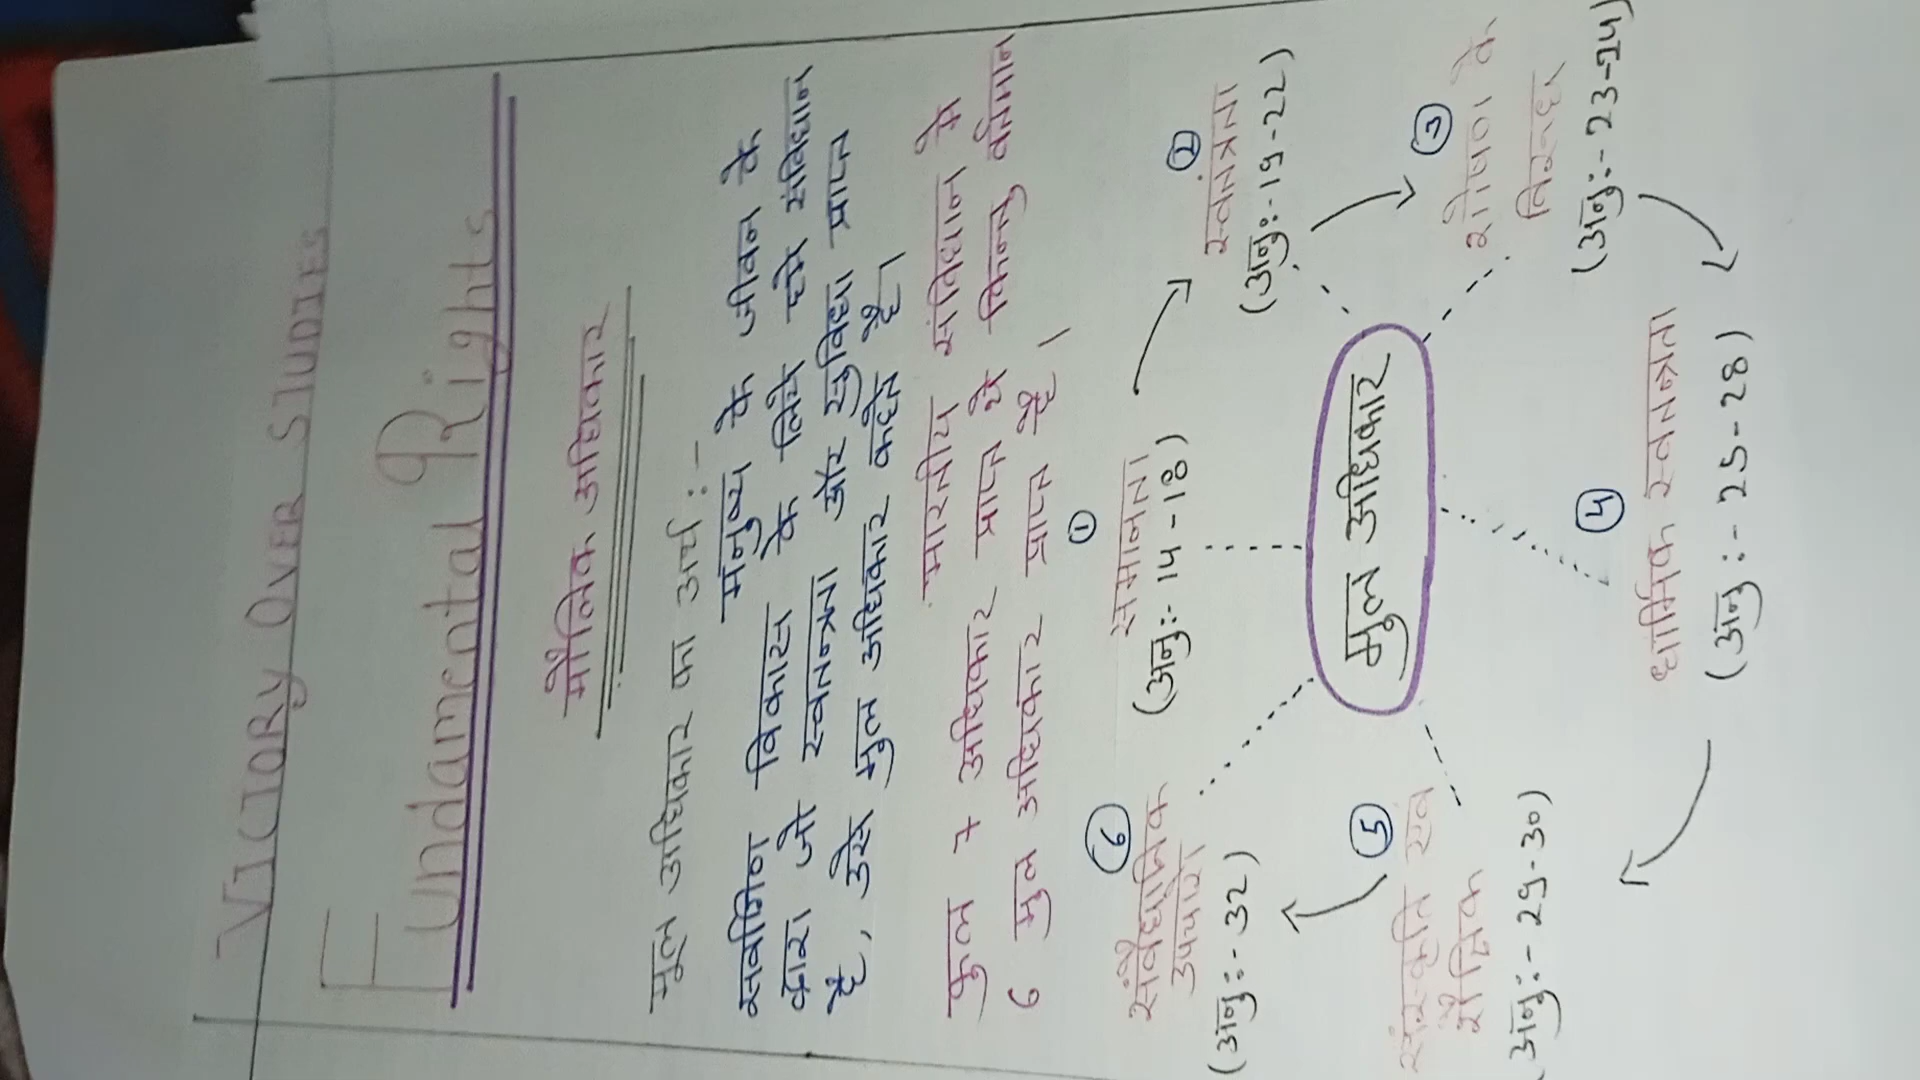 VICTORY OVER STUDIES
Fundamental Rights
मौलिक अधिकार
मूल अधिकार का अर्थ :-
मनुष्य के जीवन के
सर्वागिण विकास के लिये हमे संविधान
द्वारा जो स्वतन्त्रता और सुविधा प्राप्त
है, उसे मुल अधिकार कहते है।
भारतीय संविधान मे
कुल 7 अधिकार प्राप्त थे किन्तु वर्तमान
6 मुल अधिकार प्राप्त है।
①
समानता
(अनु:- 14-18)
②
स्वतंत्रता
(अनु:-19-22)
③
शोषण के
विरुद्ध
(अनु:-23-24)
④
धार्मिक स्वतन्त्रता
(अनु:- 25-28)
⑤
संस्कृति एव
शैक्षिक
(अनु:-29-30)
⑥
संवैधानिक
उपचार
(अनु:-32)
मुल अधिकार